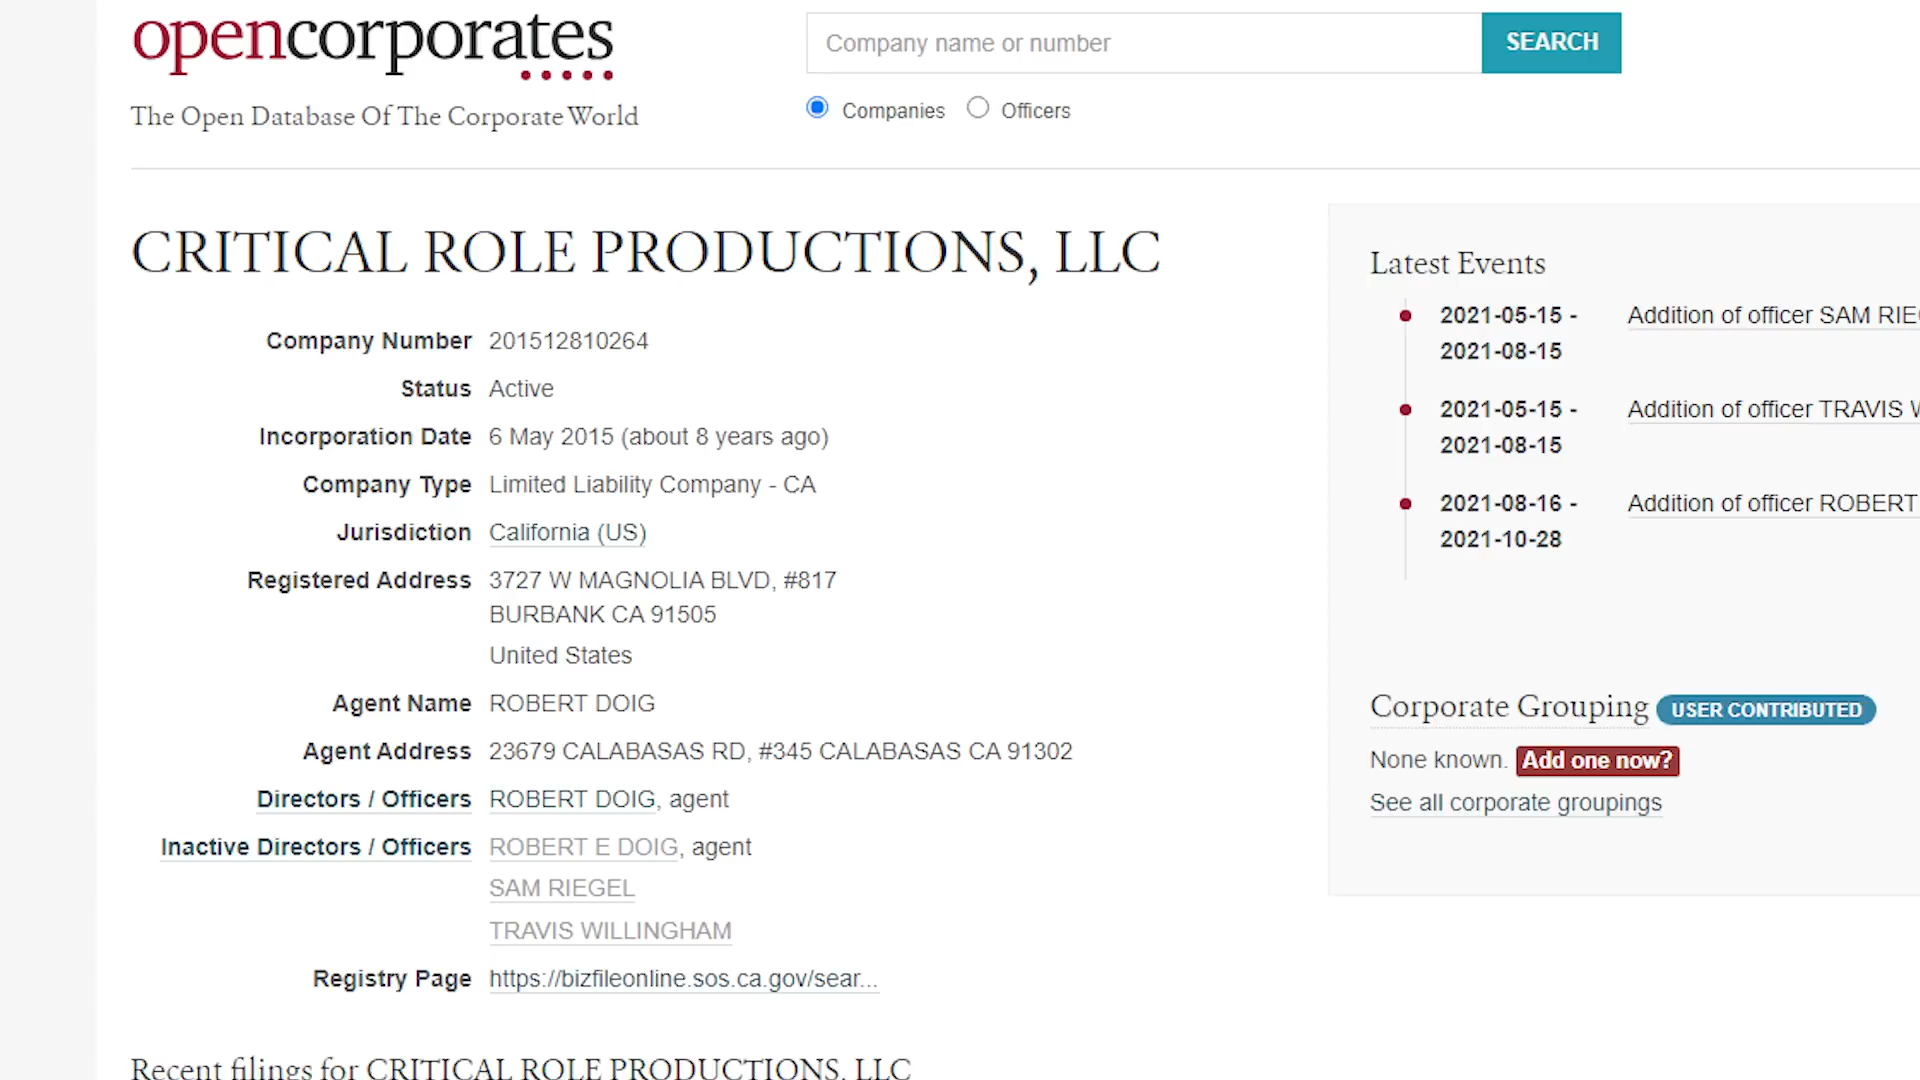 opencorporates
The Open Database Of The Corporate World
Company name or number
SEARCH
Companies
Officers
CRITICAL ROLE PRODUCTIONS, LLC
Company Number 201512810264
Status Active
Incorporation Date 6 May 2015 (about 8 years ago)
Company Type Limited Liability Company - CA
Jurisdiction California (US)
Registered Address 3727 W MAGNOLIA BLVD, #817
BURBANK CA 91505
United States
Agent Name ROBERT DOIG
Agent Address 23679 CALABASAS RD, #345 CALABASAS CA 91302
Directors / Officers ROBERT DOIG, agent
Inactive Directors / Officers ROBERT E DOIG, agent
SAM RIEGEL
TRAVIS WILLINGHAM
Registry Page https://bizfileonline.sos.ca.gov/sear...
Recent filings for CRITICAL ROLE PRODUCTIONS, LLC
Latest Events
2021-05-15 - Addition of officer SAM RIE
2021-08-15
2021-05-15 - Addition of officer TRAVIS W
2021-08-15
2021-08-16 - Addition of officer ROBERT
2021-10-28
Corporate Grouping USER CONTRIBUTED
None known. Add one now?
See all corporate groupings